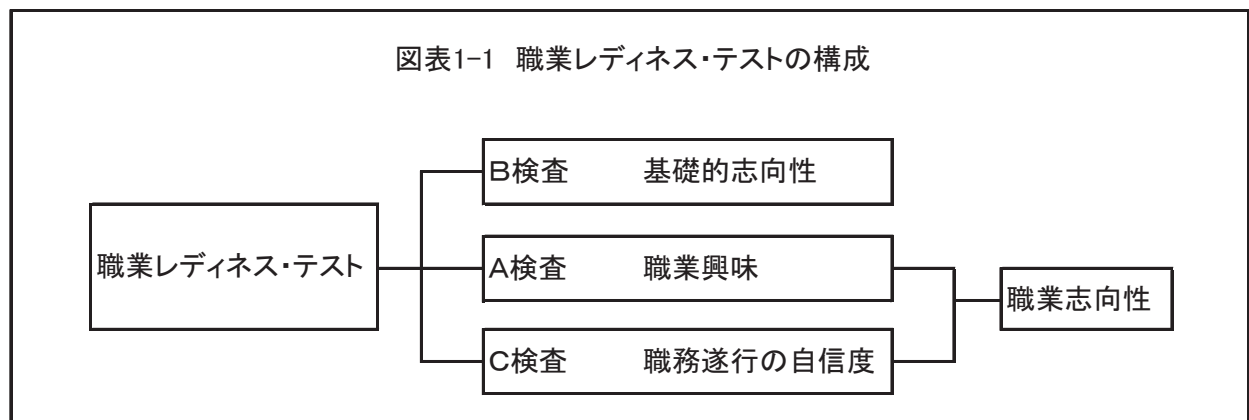 図表1-1 職業レディネス・テストの構成
B検査 基礎的志向性
職業レディネス・テスト
A検査 職業興味
職業志向性
C検査 職務遂行の自信度